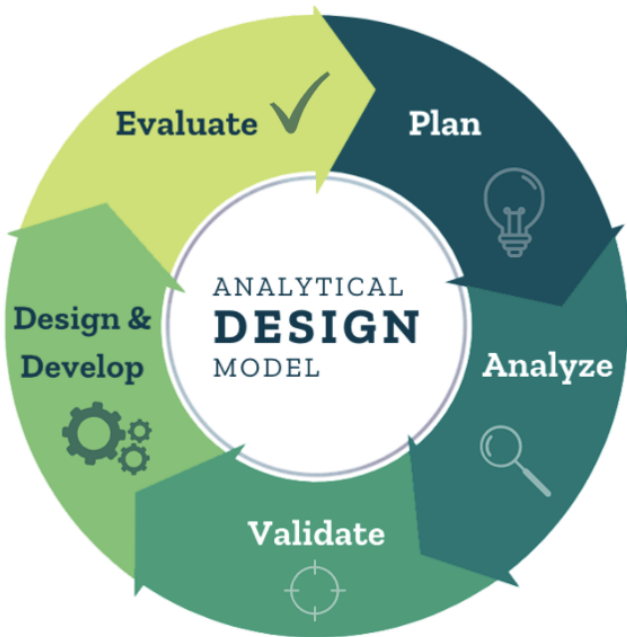 Evaluate
Plan
ANALYTICAL
DESIGN
MODEL
Design &
Develop
Analyze
Validate